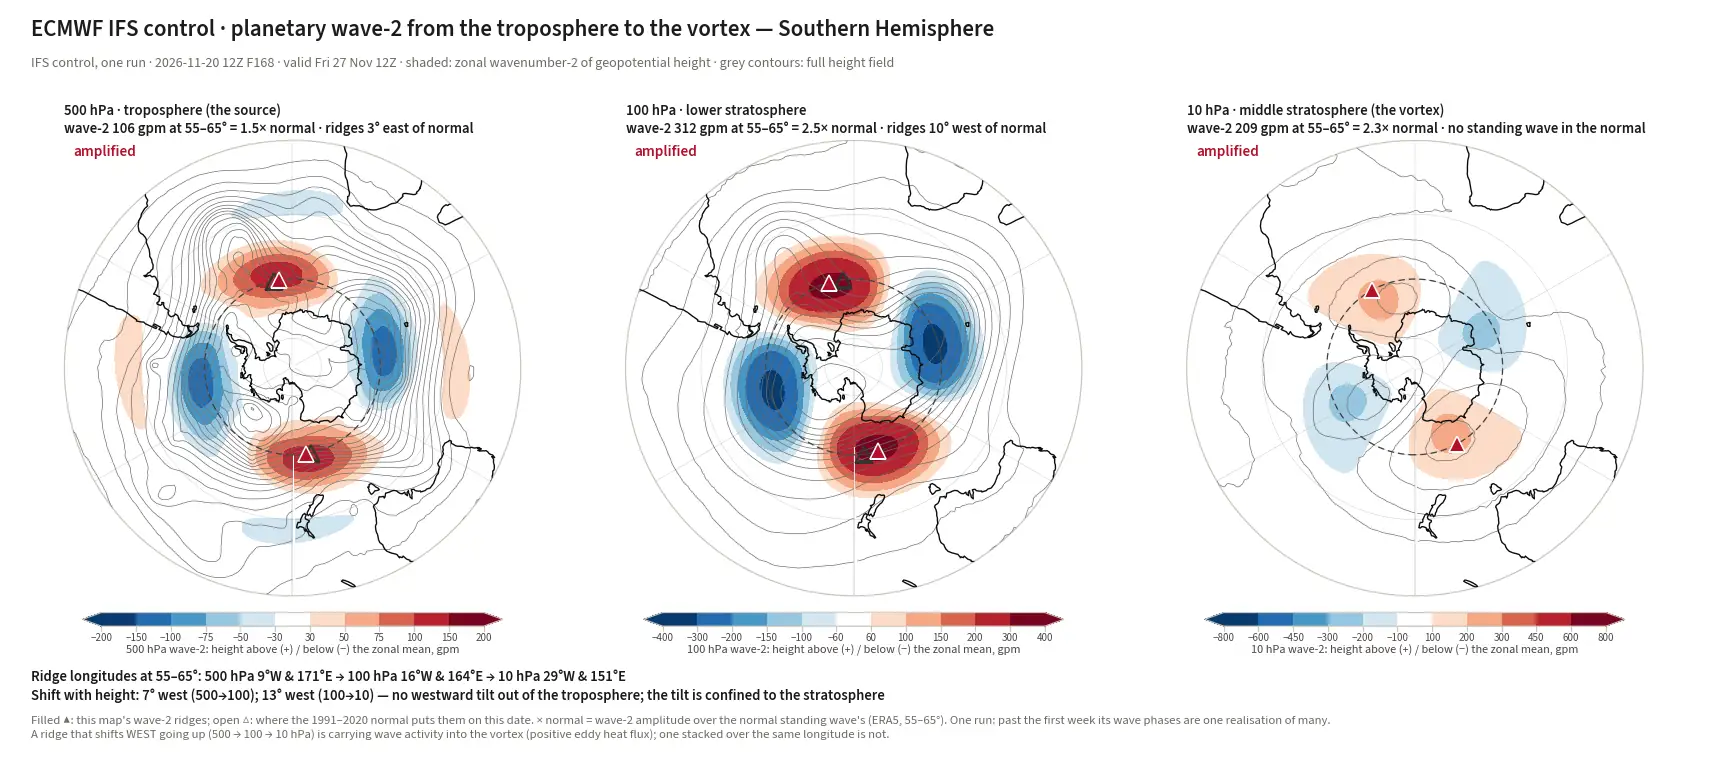 ECMWF IFS control · planetary wave-2 from the troposphere to the vortex — Southern Hemisphere
IFS control, one run · 2026-11-20 12Z F168 · valid Fri 27 Nov 12Z · shaded: zonal wavenumber-2 of geopotential height · grey contours: full height field
500 hPa · troposphere (the source)
wave-2 106 gpm at 55–65° = 1.5× normal · ridges 3° east of normal
amplified
100 hPa · lower stratosphere
wave-2 312 gpm at 55–65° = 2.5× normal · ridges 10° west of normal
amplified
10 hPa · middle stratosphere (the vortex)
wave-2 209 gpm at 55–65° = 2.3× normal · no standing wave in the normal
amplified
−200 −150 −100 −75 −50 −30 30 50 75 100 150 200
500 hPa wave-2: height above (+) / below (−) the zonal mean, gpm
−400 −300 −200 −150 −100 −60 60 100 150 200 300 400
100 hPa wave-2: height above (+) / below (−) the zonal mean, gpm
−800 −600 −450 −300 −200 −100 100 200 300 450 600 800
10 hPa wave-2: height above (+) / below (−) the zonal mean, gpm
Ridge longitudes at 55–65°: 500 hPa 9°W & 171°E → 100 hPa 16°W & 164°E → 10 hPa 29°W & 151°E
Shift with height: 7° west (500→100); 13° west (100→10) — no westward tilt out of the troposphere; the tilt is confined to the stratosphere
Filled ▲: this map's wave-2 ridges; open △: where the 1991–2020 normal puts them on this date. × normal = wave-2 amplitude over the normal standing wave's (ERA5, 55–65°). One run: past the first week its wave phases are one realisation of many.
A ridge that shifts WEST going up (500 → 100 → 10 hPa) is carrying wave activity into the vortex (positive eddy heat flux); one stacked over the same longitude is not.